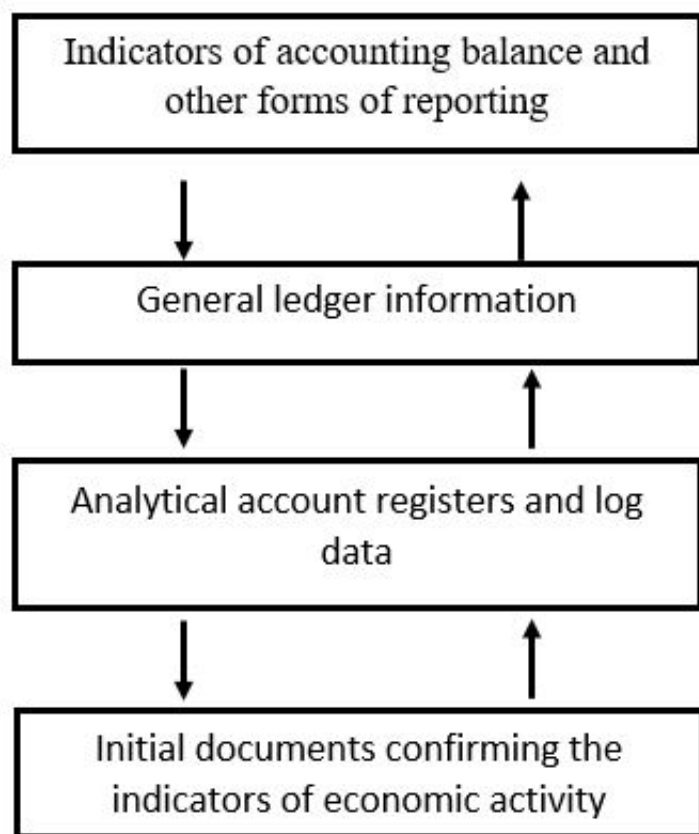 Indicators of accounting balance and
other forms of reporting
General ledger information
Analytical account registers and log
data
Initial documents confirming the
indicators of economic activity